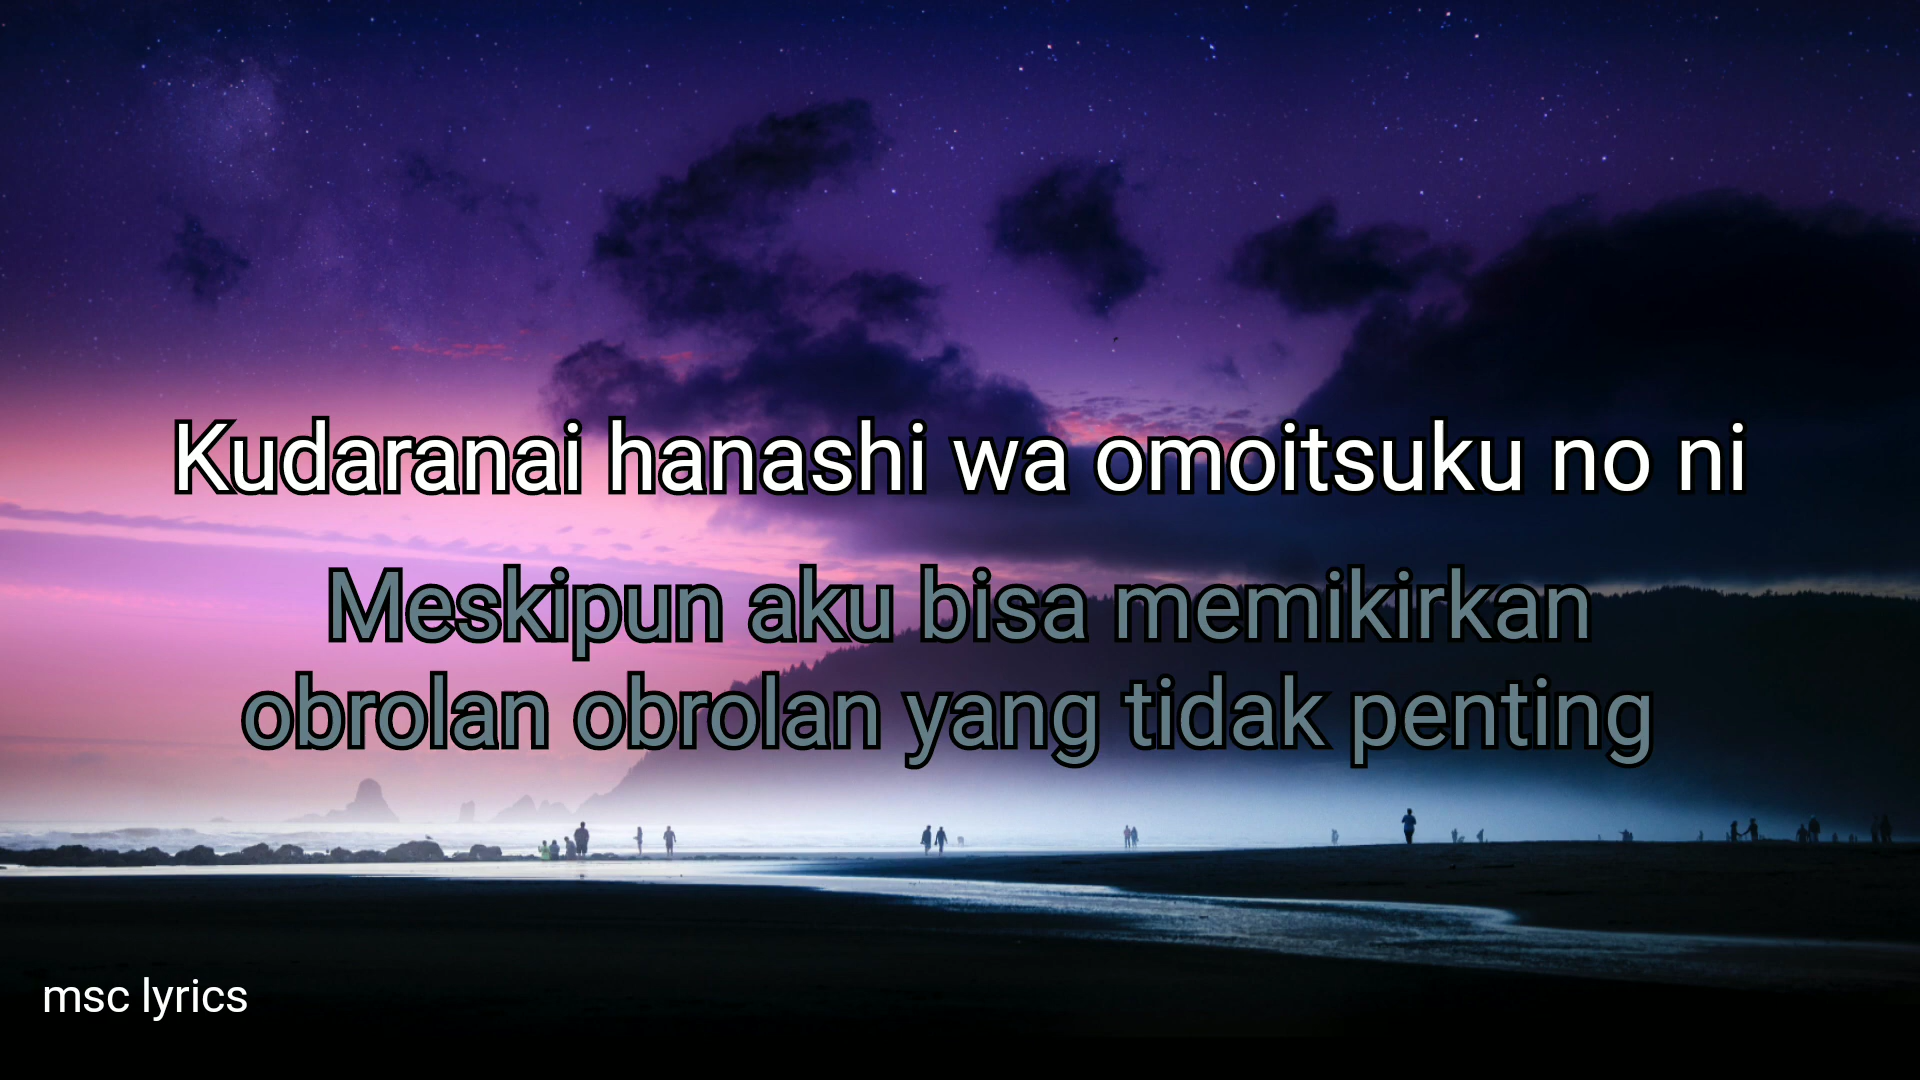 Kudaranai hanashi wa omoitsuku no ni
Meskipun aku bisa memikirkan
obrolan obrolan yang tidak penting
msc lyrics